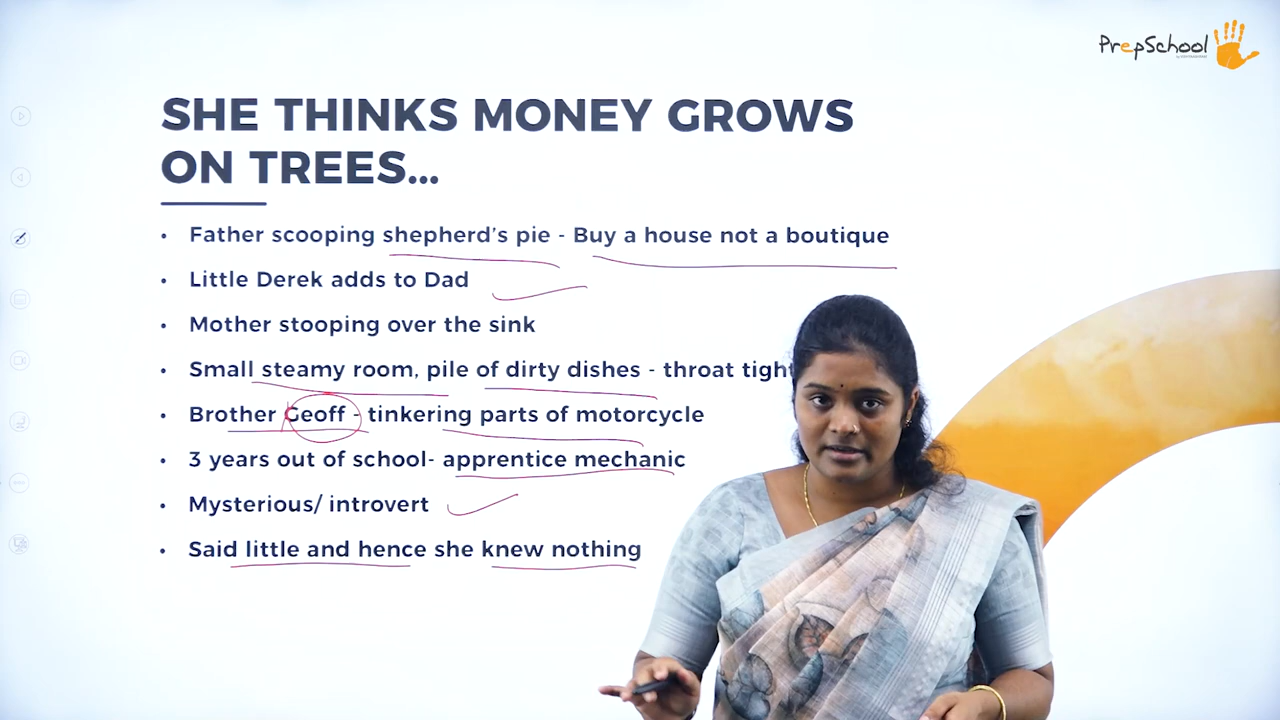 PrepSchool
SHE THINKS MONEY GROWS
ON TREES...
• Father scooping shepherd's pie - Buy a house not a boutique
• Little Derek adds to Dad
• Mother stooping over the sink
• Small steamy room, pile of dirty dishes - throat tight
• Brother Geoff - tinkering parts of motorcycle
• 3 years out of school- apprentice mechanic
• Mysterious/ introvert
• Said little and hence she knew nothing